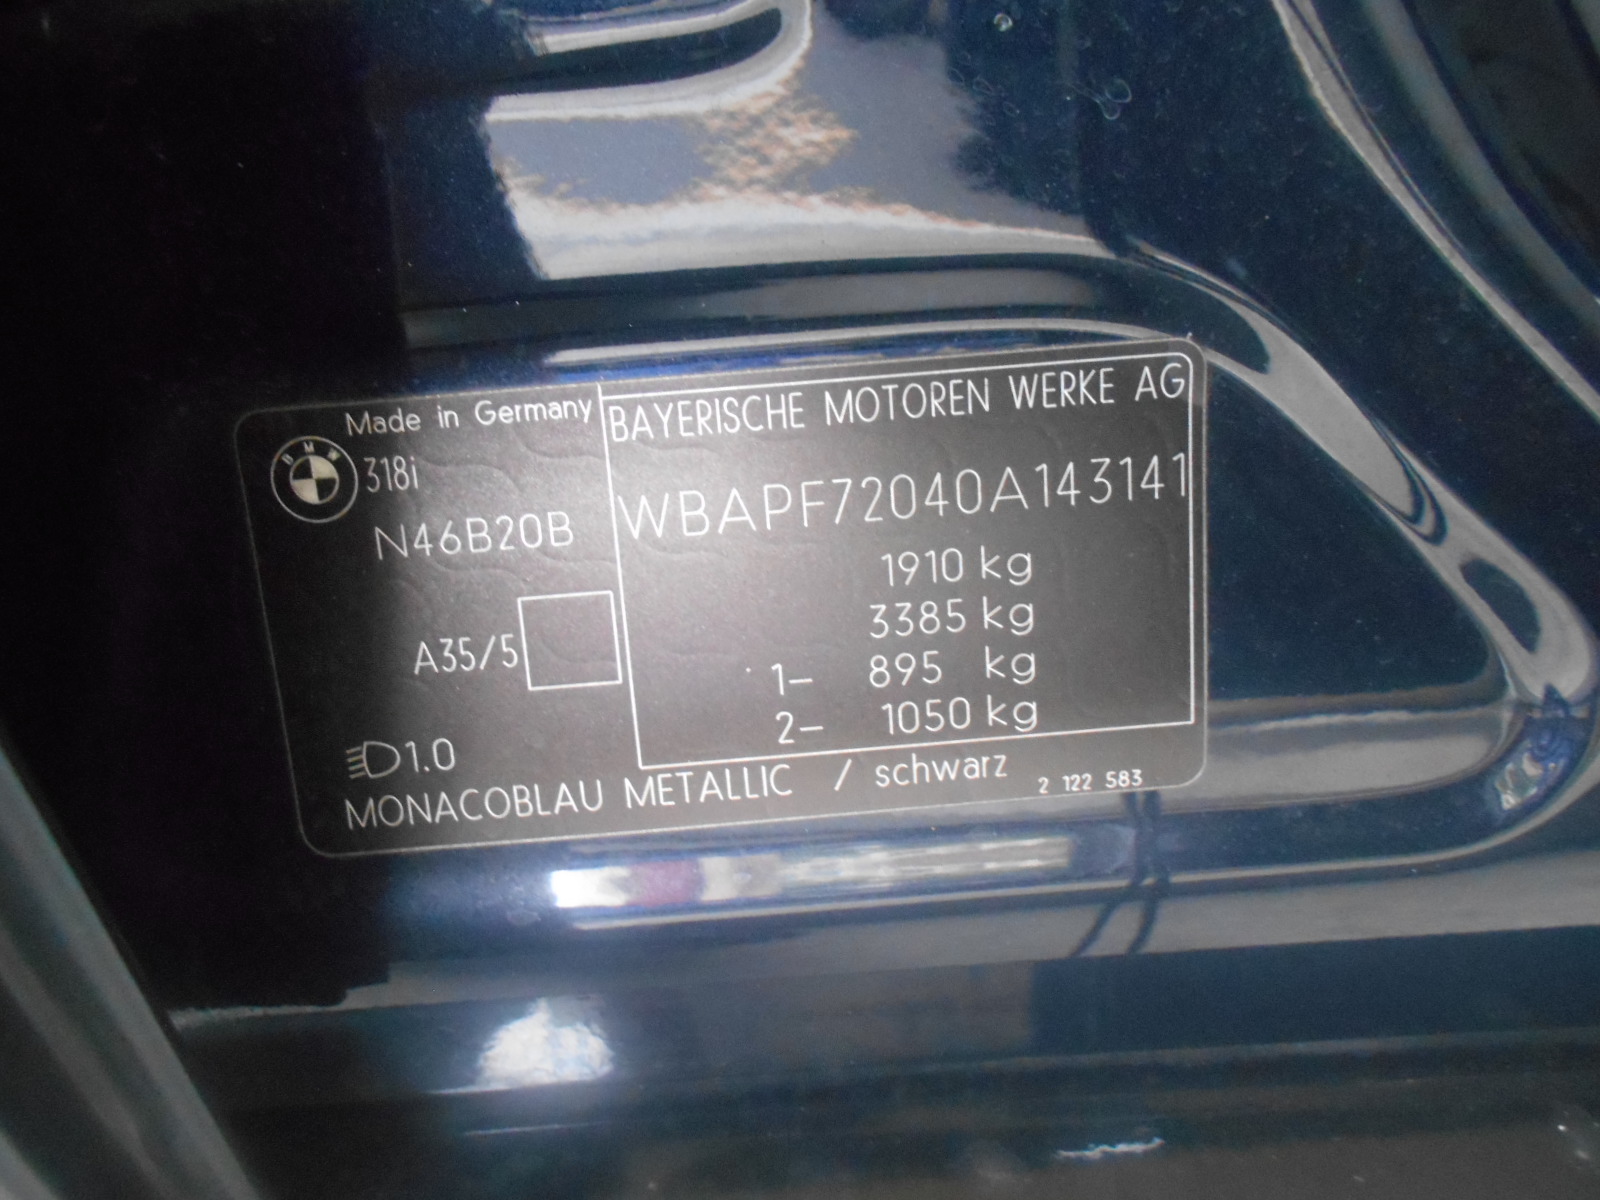 Made in Germany
BMW
318i
N46B20B
A35/5
1.0
BAYERISCHE MOTOREN WERKE AG
WBAPF72040A143141
1910 kg
3385 kg
1- 895 kg
2- 1050 kg
MONACOBLAU METALLIC / schwarz 2 122 583